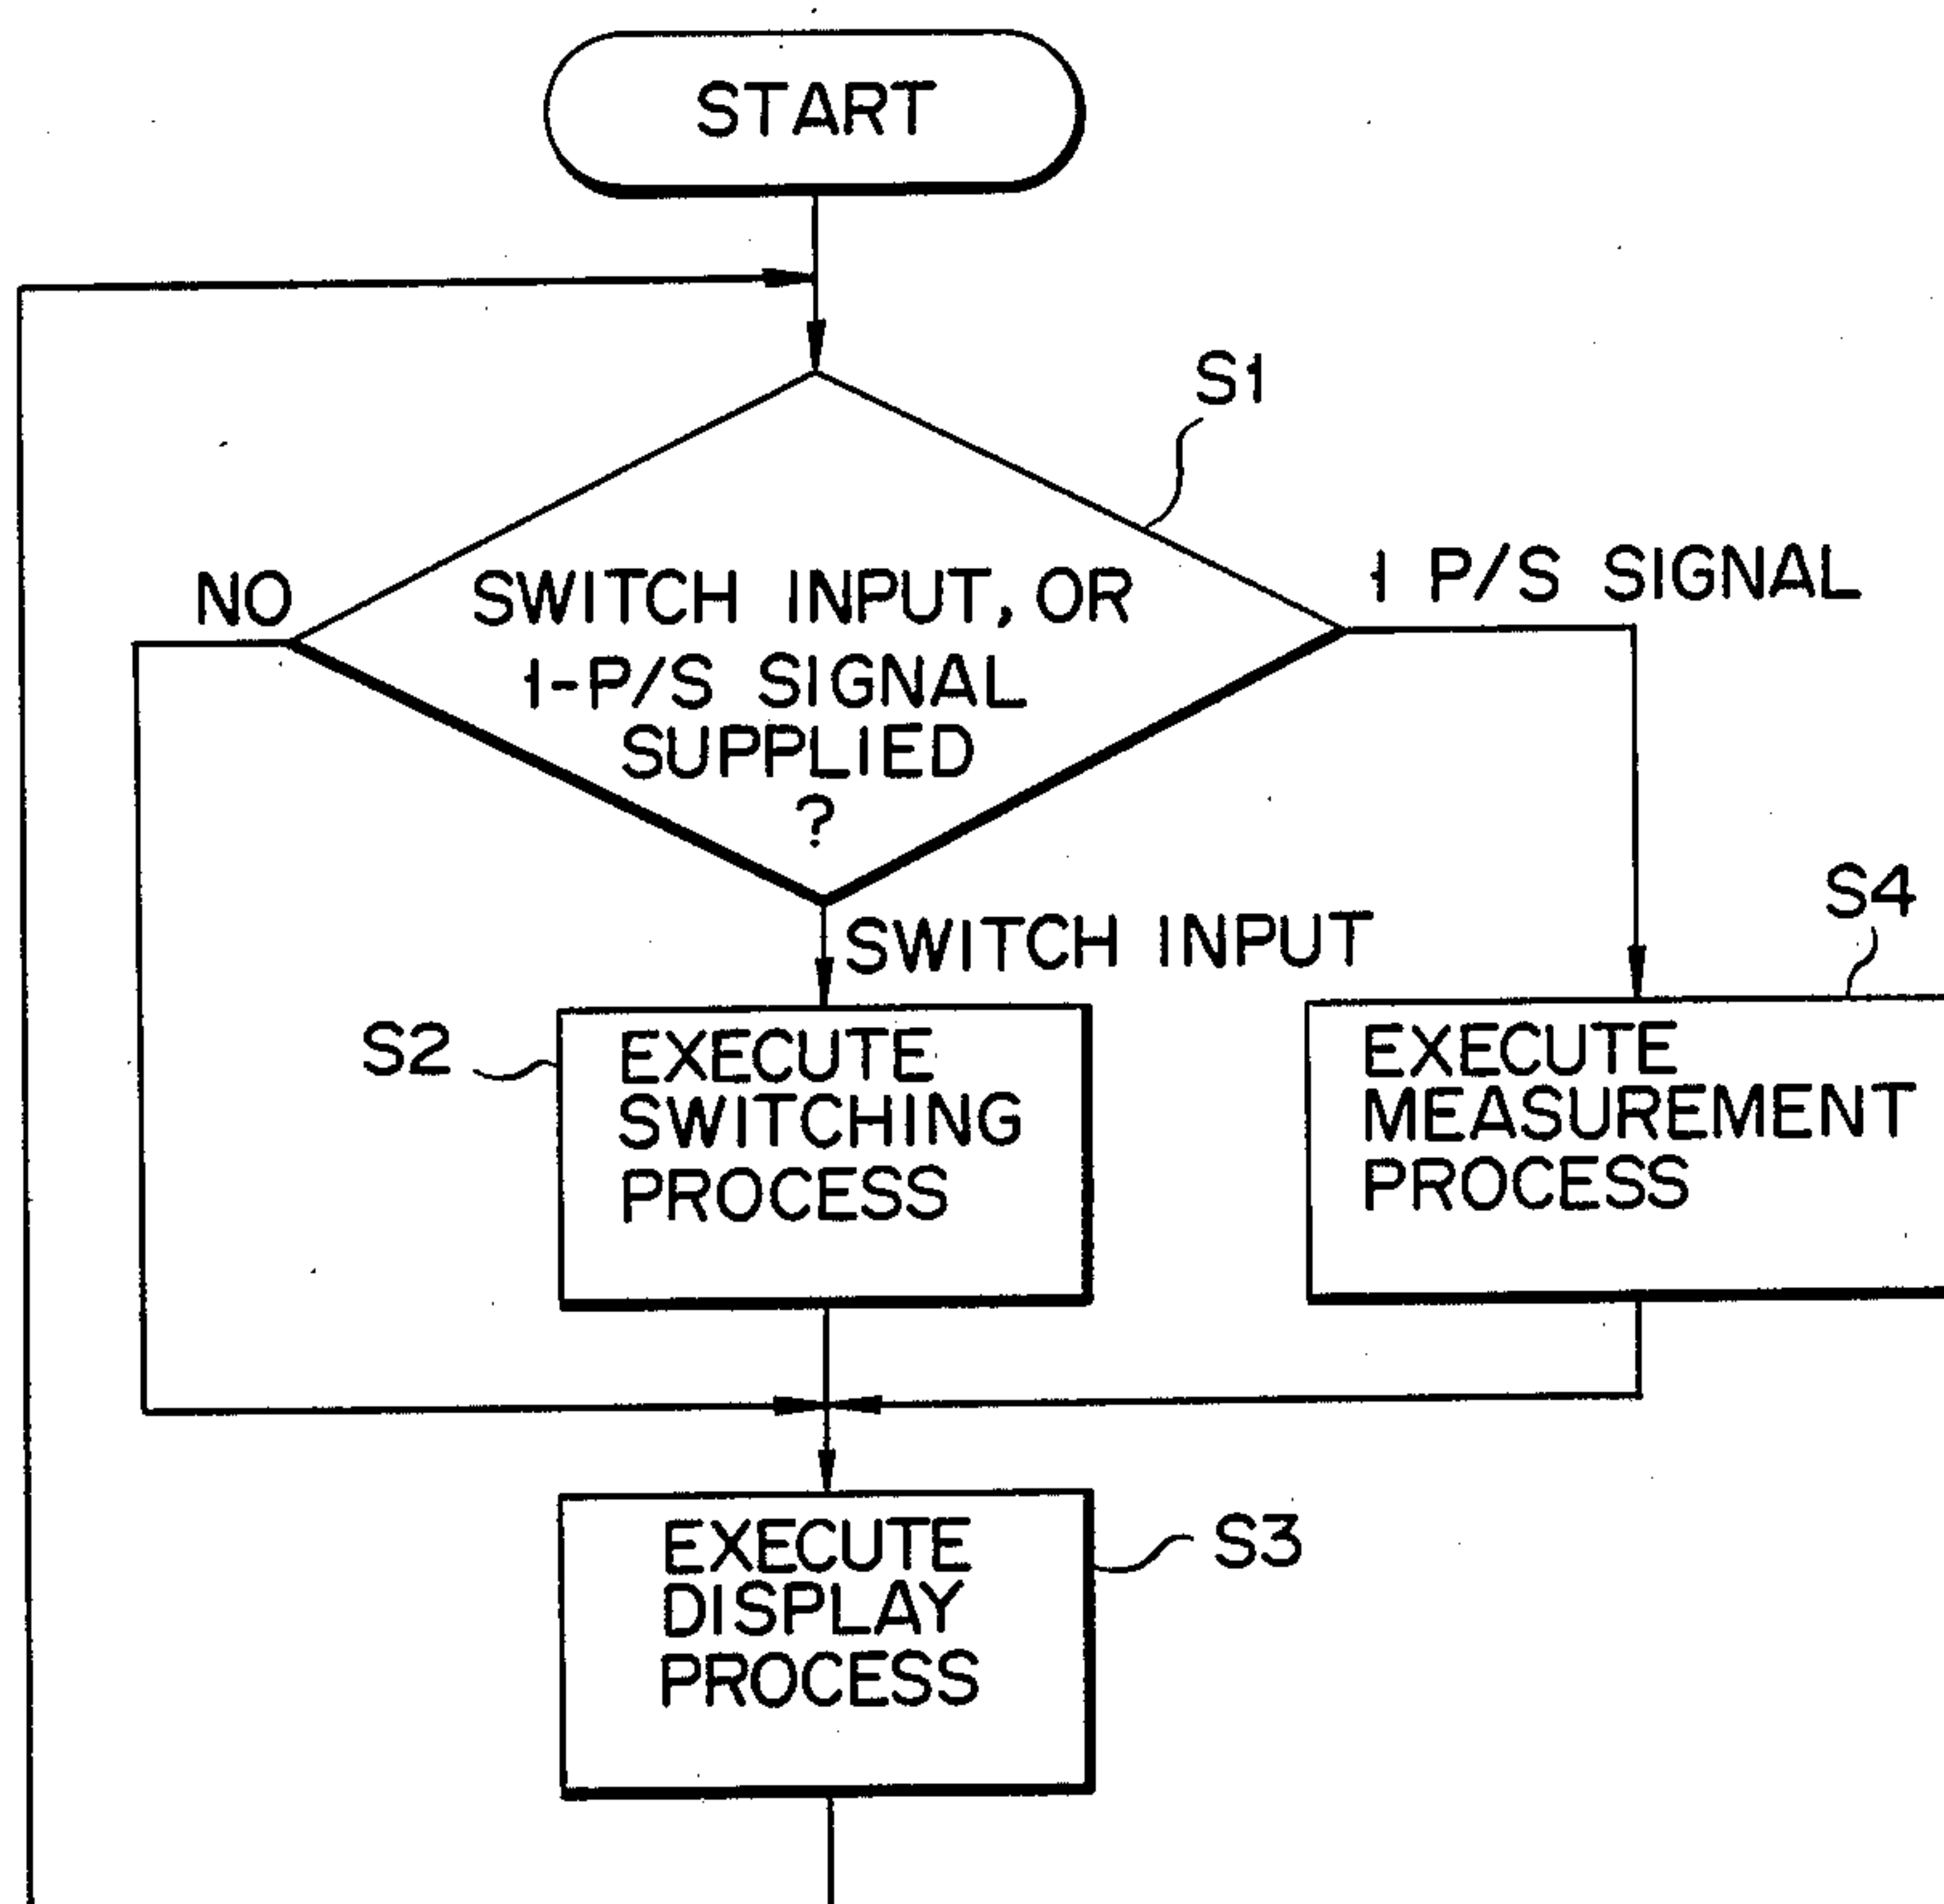 START
S1
NO
SWITCH INPUT, OR
1-P/S SIGNAL
SUPPLIED
?
1 P/S SIGNAL
SWITCH INPUT
S4
S2
EXECUTE
SWITCHING
PROCESS
EXECUTE
MEASUREMENT
PROCESS
EXECUTE
DISPLAY
PROCESS
S3